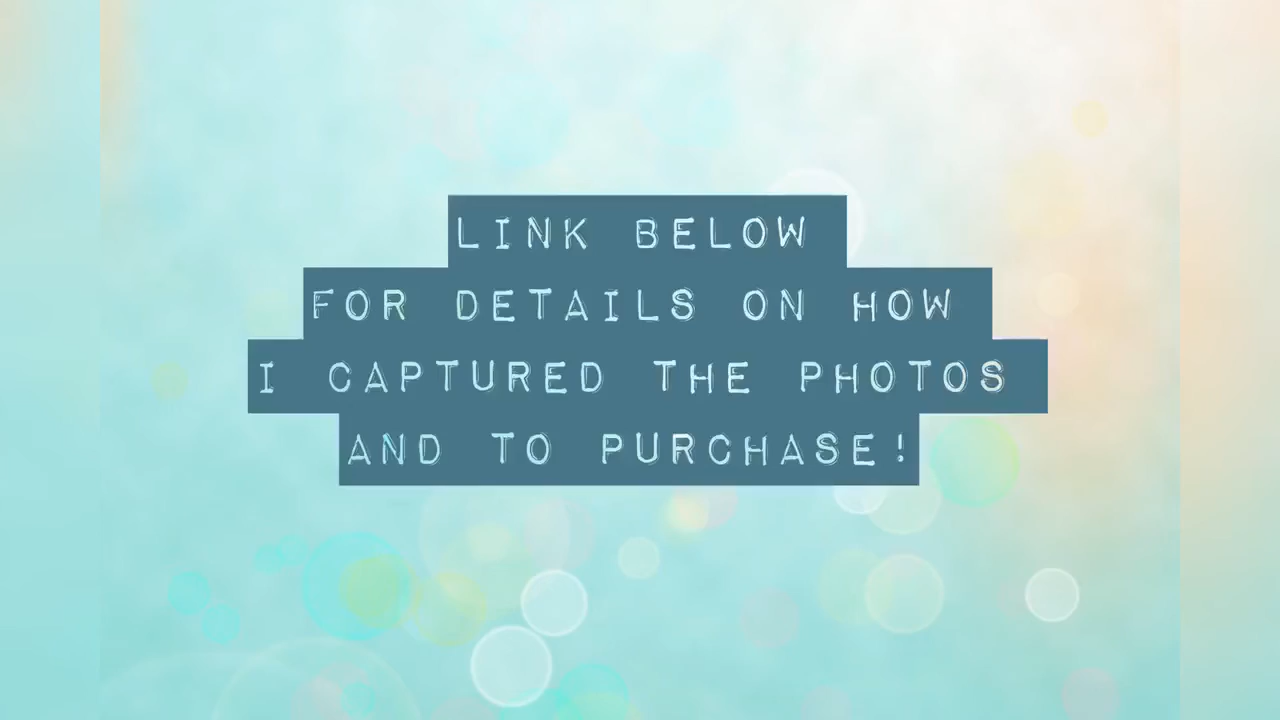 LINK BELOW
FOR DETAILS ON HOW
I CAPTURED THE PHOTOS
AND TO PURCHASE!